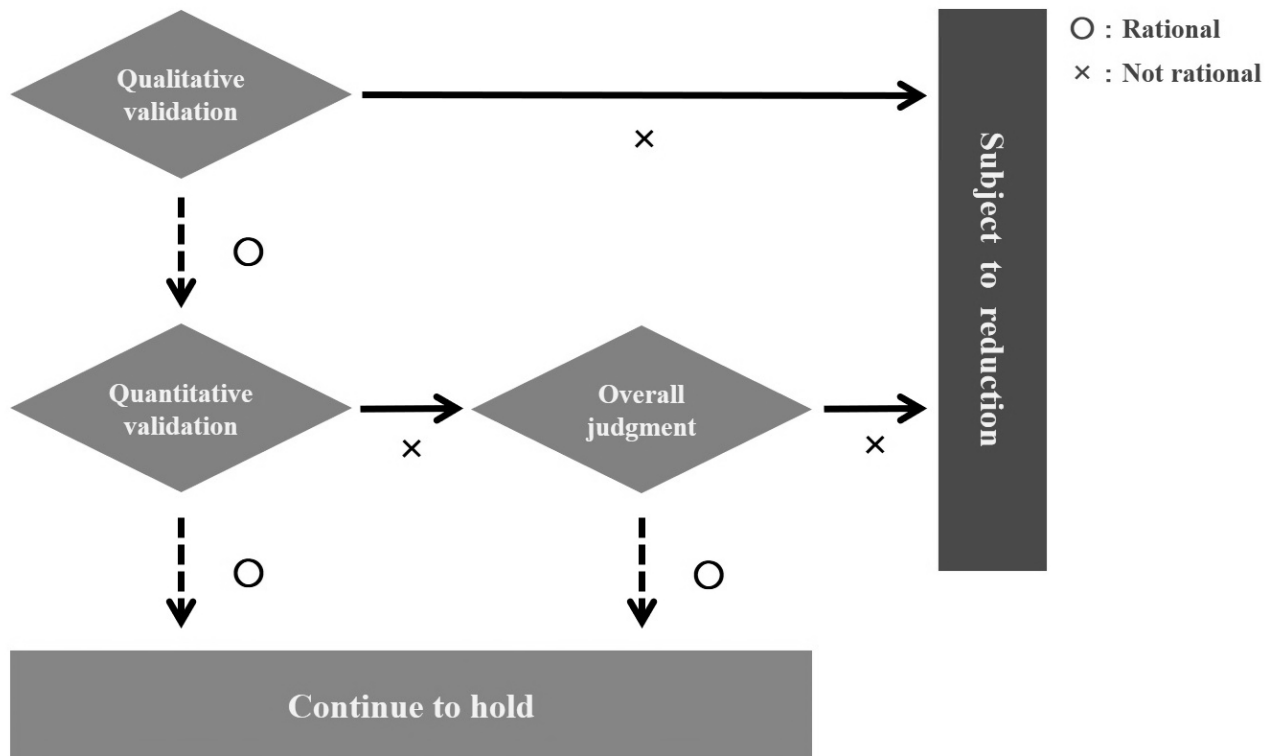 Qualitative
validation
○ : Rational
× : Not rational
×
Subject to reduction
○
Quantitative
validation
Overall
judgment
×
×
○
○
Continue to hold